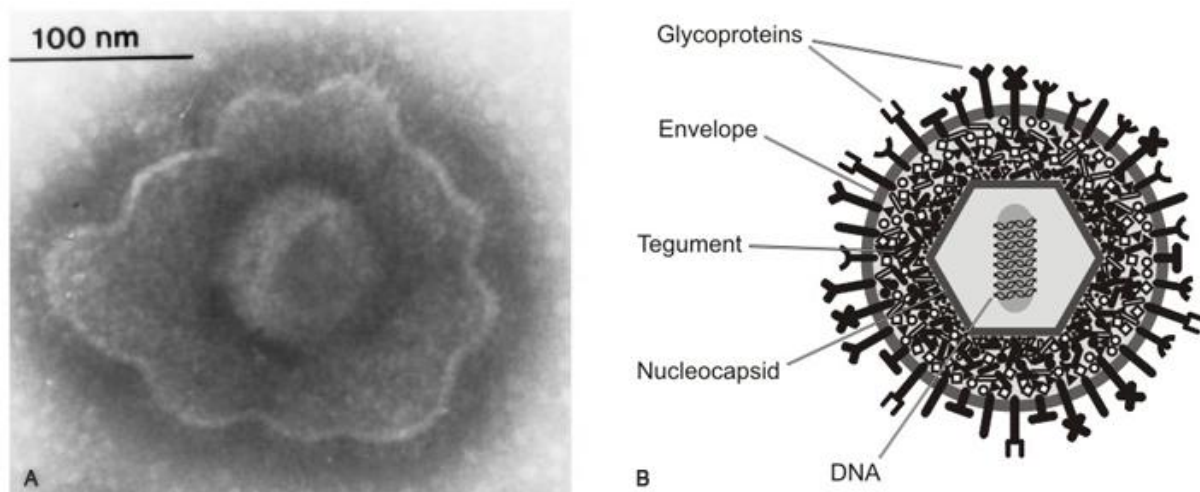 100 nm
A
Glycoproteins
Envelope
Tegument
Nucleocapsid
DNA
B